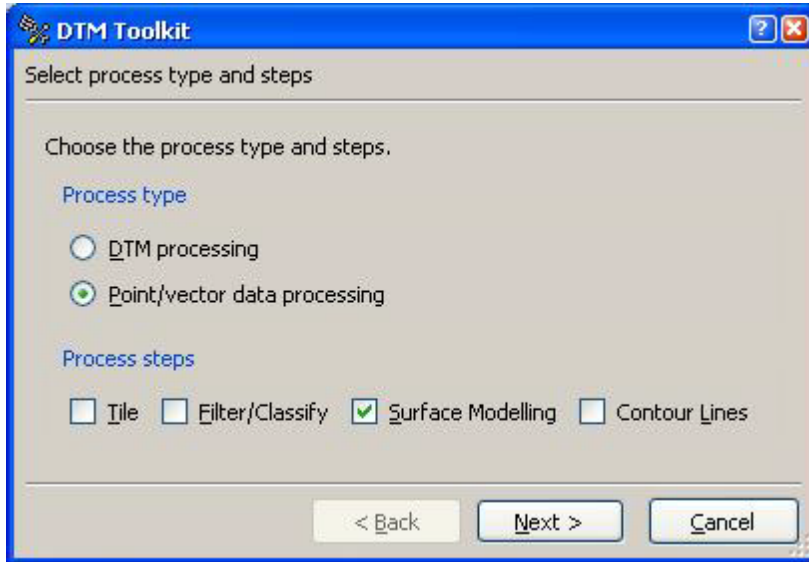 DTM Toolkit
Select process type and steps
Choose the process type and steps.
Process type
DTM processing
Point/vector data processing
Process steps
Tile Filter/Classify Surface Modelling Contour Lines
< Back Next > Cancel